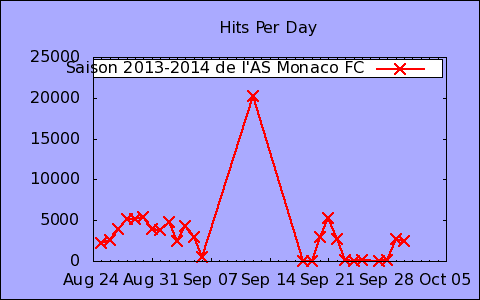 Hits Per Day
25000
Saison 2013-2014 de l'AS Monaco FC
20000
15000
10000
5000
0
Aug 24 Aug 31 Sep 07 Sep 14 Sep 21 Sep 28 Oct 05